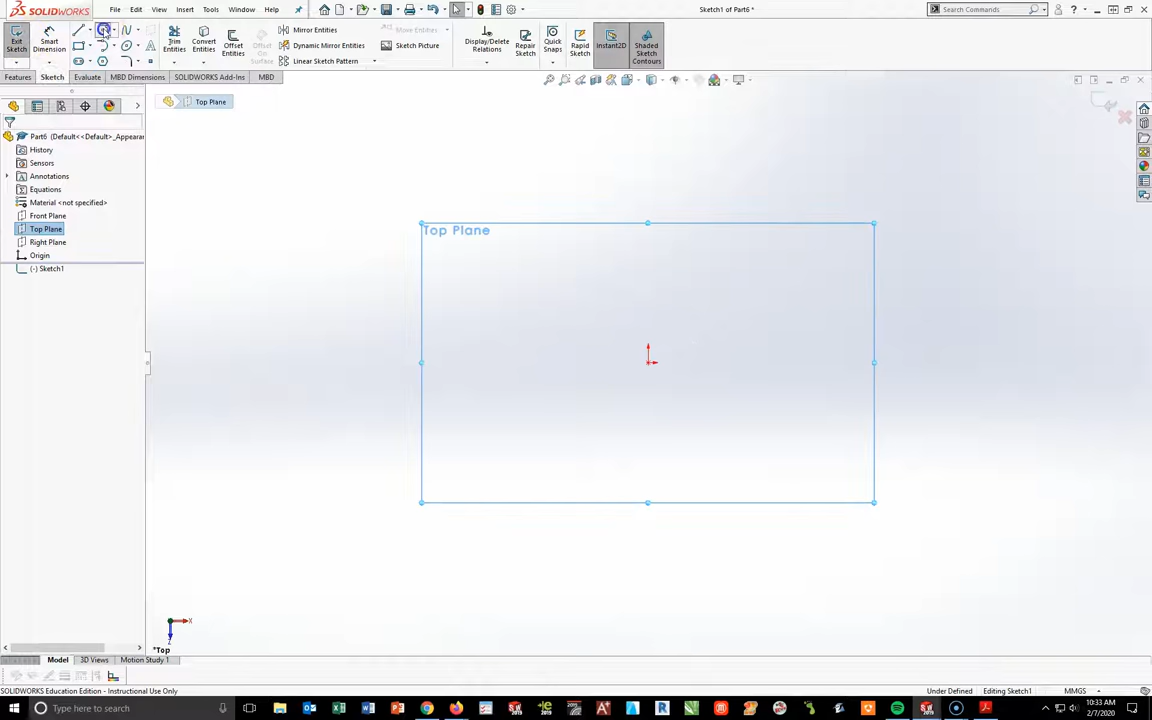 SOLIDWORKS
File
Edit
View
Insert
Tools
Window
Help
Sketch1 of Part6 *
Search Commands
Exit Sketch
Smart Dimension
Trim Entities
Convert Entities
Offset Entities
Offset On Surface
Mirror Entities
Dynamic Mirror Entities
Linear Sketch Pattern
Move Entities
Sketch Picture
Display/Delete Relations
Repair Sketch
Quick Snaps
Rapid Sketch
Instant2D
Shaded Sketch Contours
Features
Sketch
Evaluate
MBD Dimensions
SOLIDWORKS Add-Ins
MBD
Top Plane
Part6 (Default<<Default>_Appearar
History
Sensors
Annotations
Equations
Material <not specified>
Front Plane
Top Plane
Right Plane
Origin
(-) Sketch1
Top Plane
X
*Top
Model
3D Views
Motion Study 1
SOLIDWORKS Education Edition - Instructional Use Only
Under Defined
Editing Sketch1
MMGS
Type here to search
10:33 AM
2/7/2020